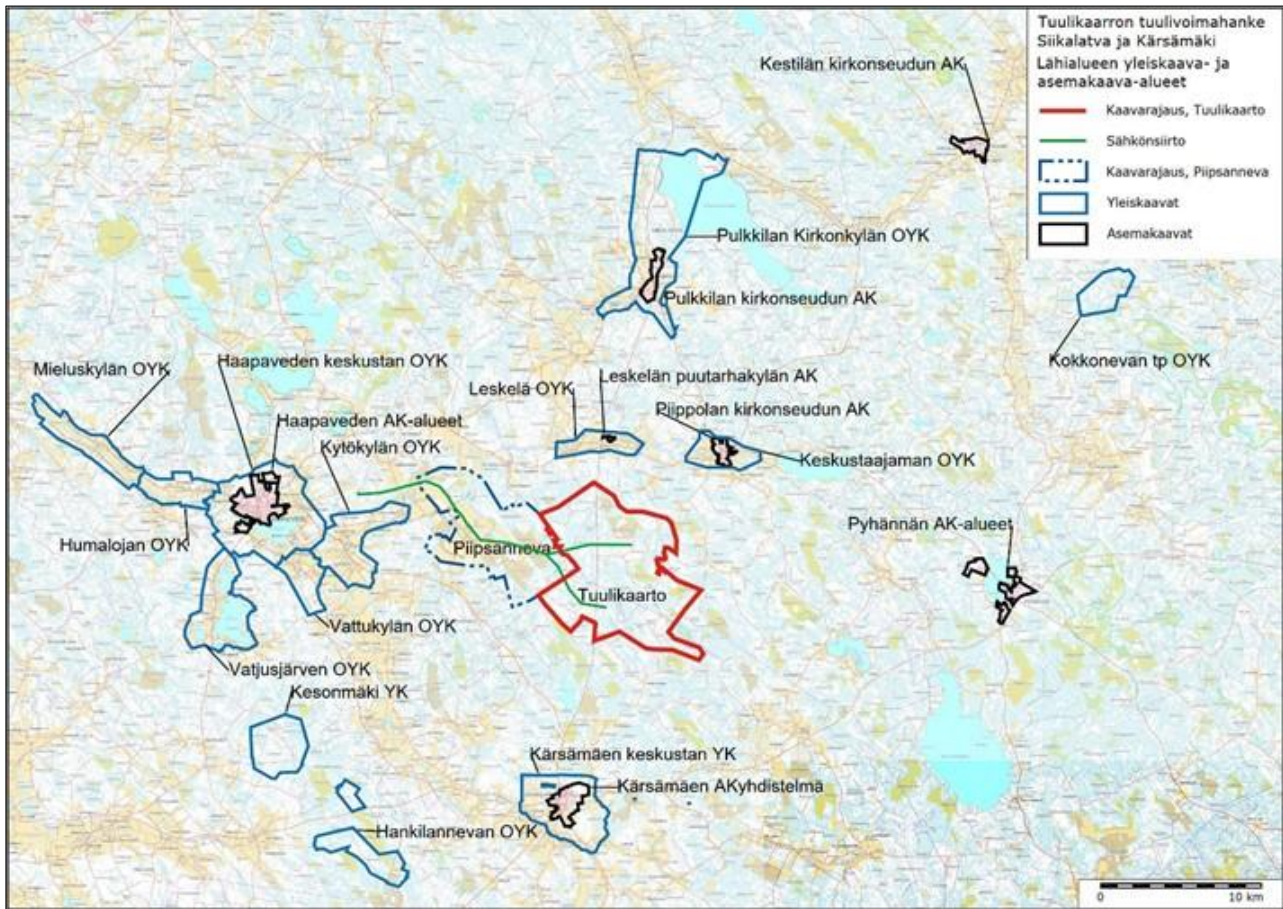 Tuulikaarron tuulivoimahanke
Siikalatva ja Kärsämäki
Lähialueen yleiskaava- ja
asemakaava-alueet
Kaavarajaus, Tuulikaarto
Sähkönsiirto
Kaavarajaus, Piipsanneva
Yleiskaavat
Asemakaavat
Kestilän kirkonseudun AK
Pulkkilan Kirkonkylän OYK
Pulkkilan kirkonseudun AK
Kokkonevan tp OYK
Mieluskylän OYK
Haapaveden keskustan OYK
Leskelän puutarhakylän AK
Leskelä OYK
Piippolan kirkonseudun AK
Haapaveden AK-alueet
Kytökylän OYK
Keskustaajaman OYK
Pyhännän AK-alueet
Humalojan OYK
Piipsanneva
Tuulikaarto
Vattukylän OYK
Vatjusjärven OYK
Kesonmäki YK
Kärsämäen keskustan YK
Kärsämäen AKyhdistelmä
Hankilannevan OYK
0 10 km